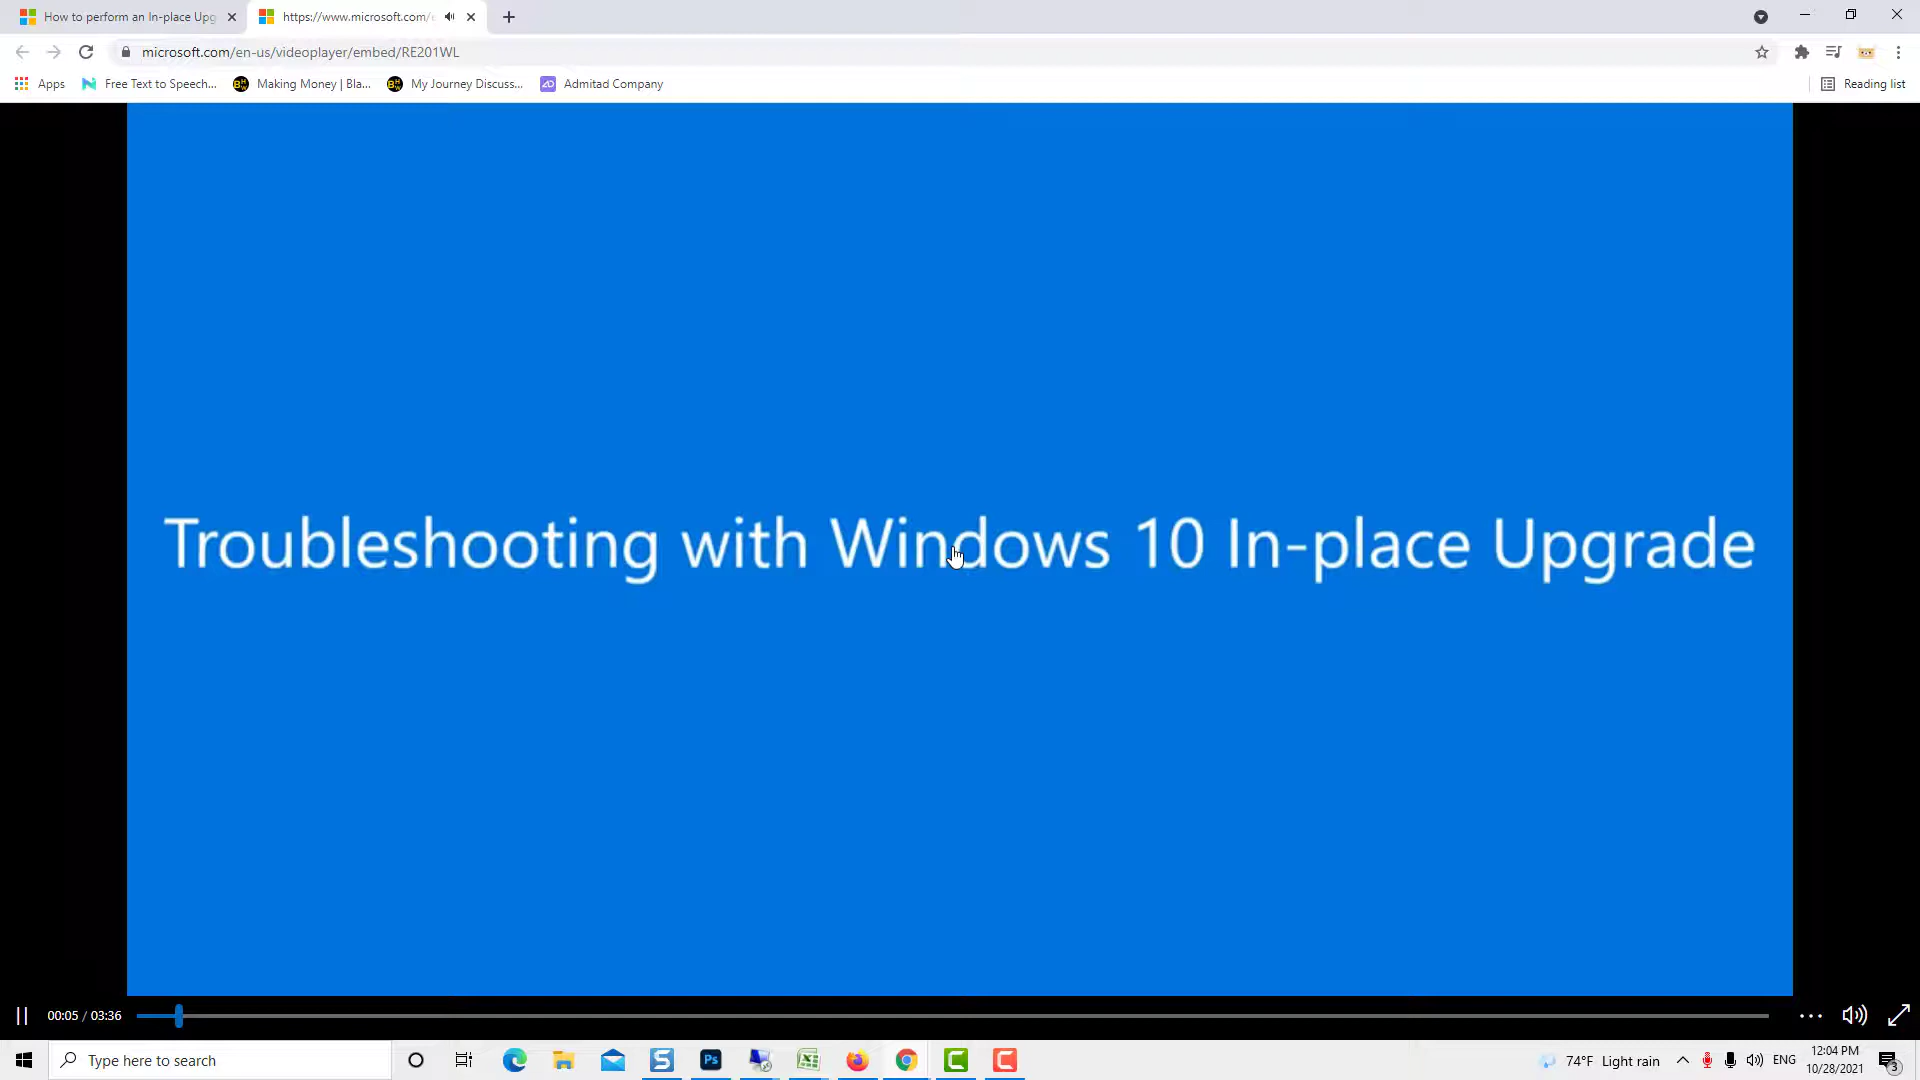 How to perform an In-place Upg
https://www.microsoft.com/e
microsoft.com/en-us/videoplayer/embed/RE201WL
Apps
Free Text to Speech...
Making Money | Bla...
My Journey Discuss...
Admitad Company
Reading list
Troubleshooting with Windows 10 In-place Upgrade
00:05 / 03:36
Type here to search
S
Ps
74°F Light rain
ENG
12:04 PM
10/28/2021
3